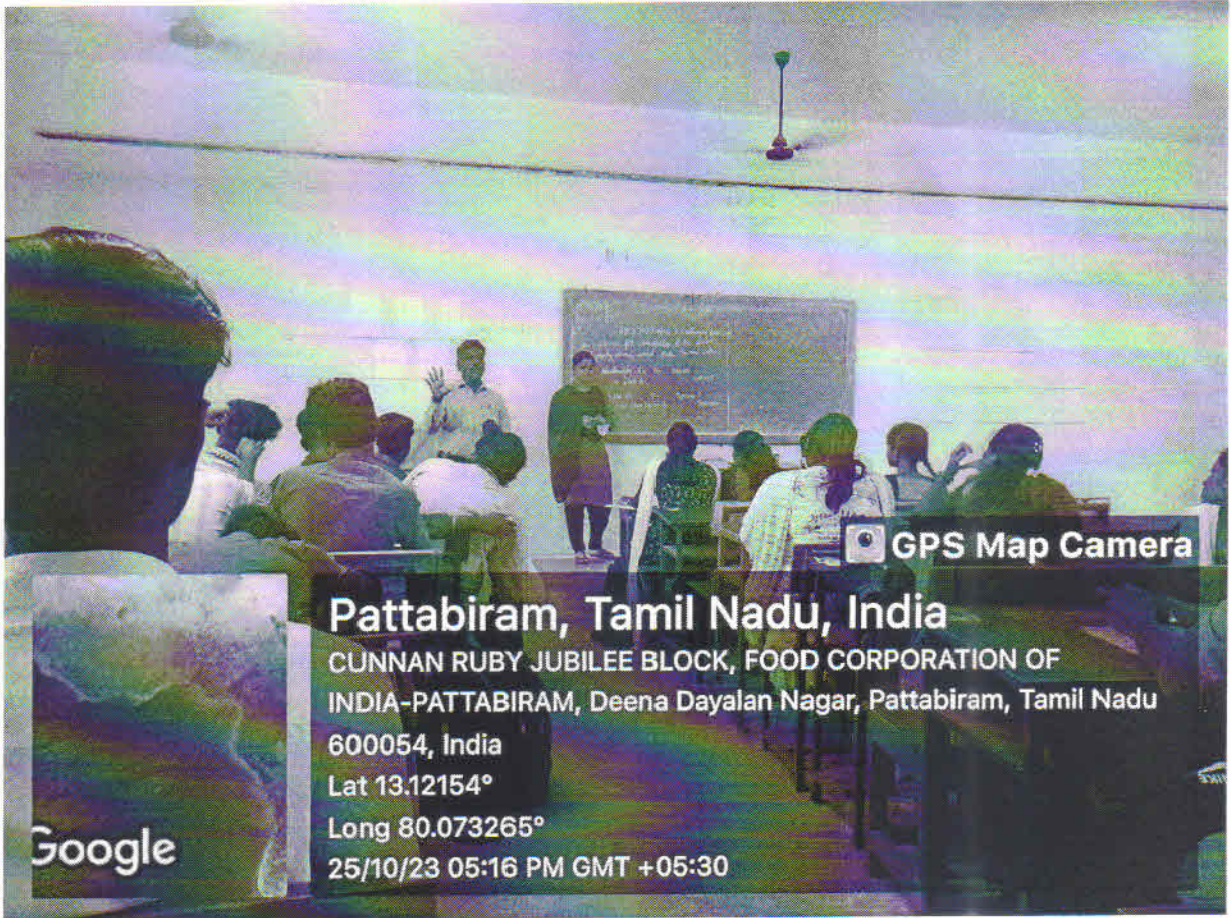 GPS Map Camera
Pattabiram, Tamil Nadu, India
CUNNAN RUBY JUBILEE BLOCK, FOOD CORPORATION OF
INDIA-PATTABIRAM, Deena Dayalan Nagar, Pattabiram, Tamil Nadu
600054, India
Lat 13.12154°
Long 80.073265°
25/10/23 05:16 PM GMT +05:30
Google